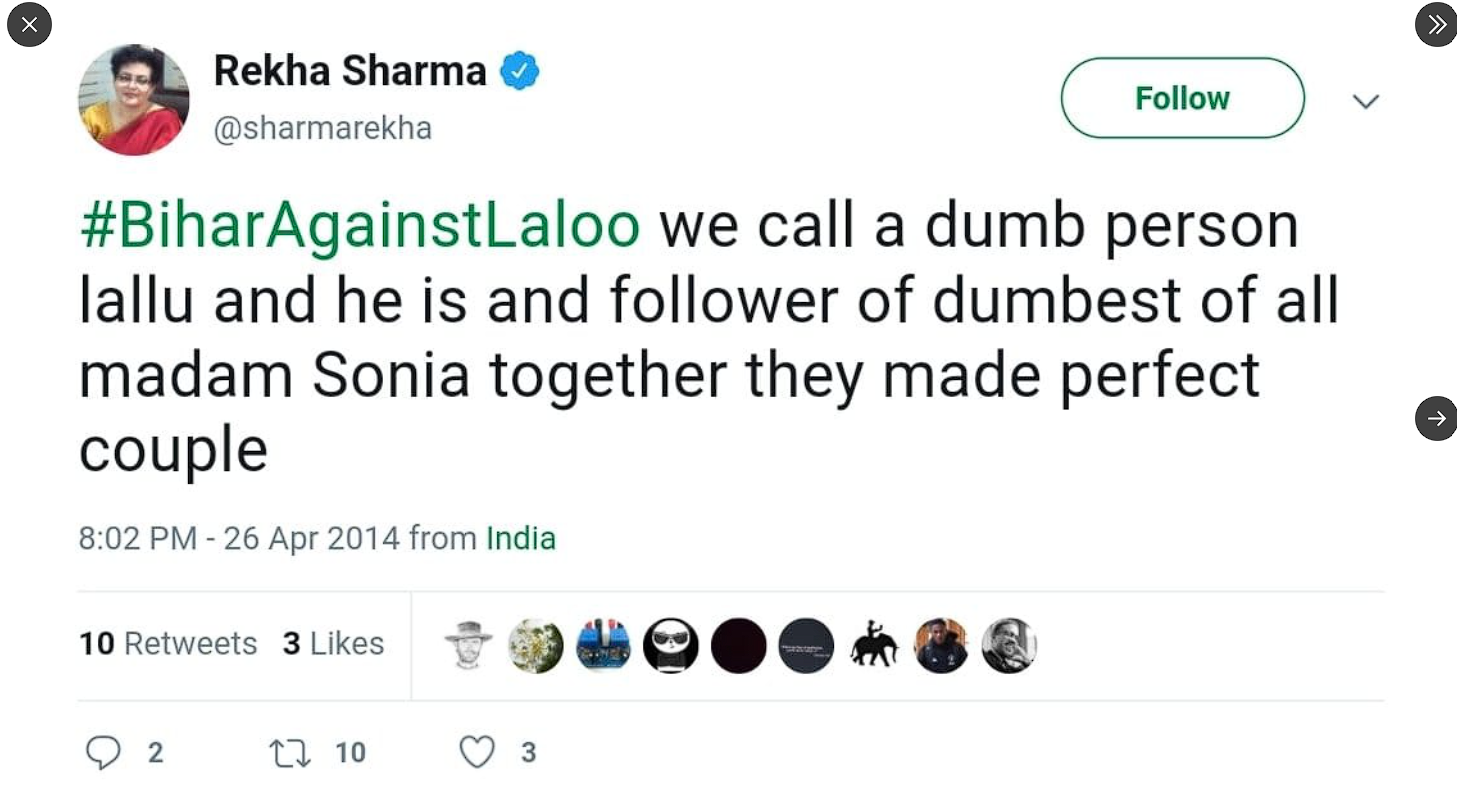 Rekha Sharma
@sharmarekha
Follow
#BiharAgainstLaloo we call a dumb person
lallu and he is and follower of dumbest of all
madam Sonia together they made perfect
couple
8:02 PM - 26 Apr 2014 from India
10 Retweets 3 Likes
2 10 3